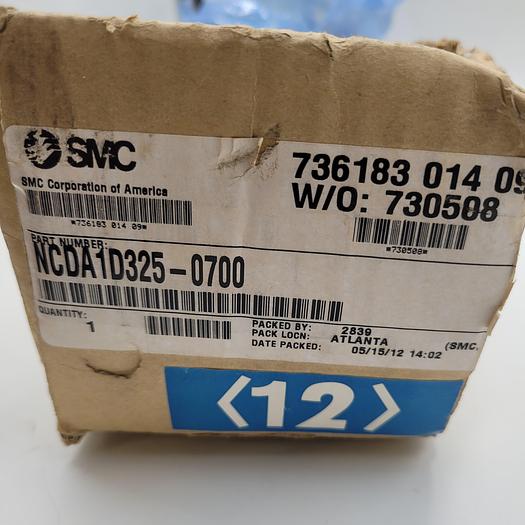 SMC
736183 014 09
SMC Corporation of America
W/O: 730508
*736183 014 09*
*730508*
PART NUMBER:
NCDA1D325-0700
QUANTITY:
1
PACKED BY: 2839
PACK LOCN: ATLANTA
DATE PACKED: 05/15/12 14:02
(SMC.
<12>